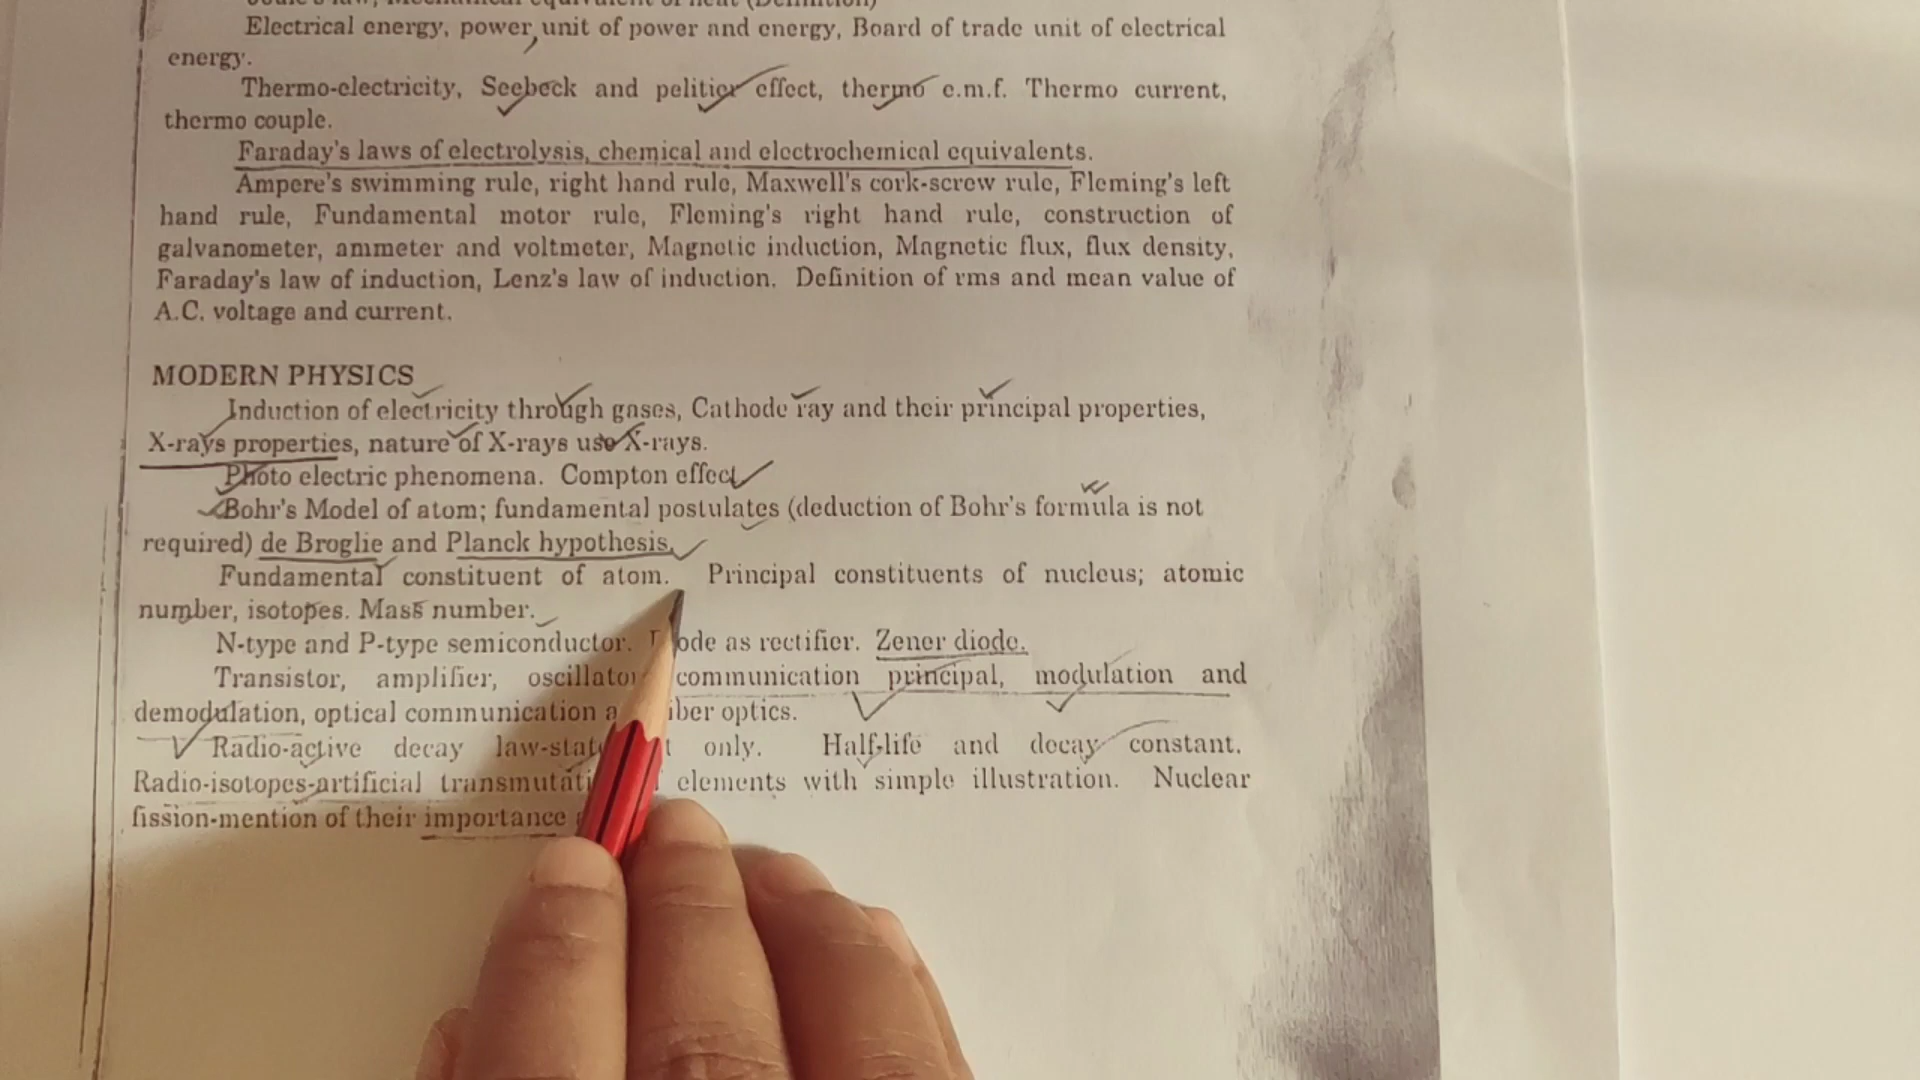 Electrical energy, power, unit of power and energy, Board of trade unit of electrical
energy.
Thermo-electricity, Seebeck and pelitier effect, thermo e.m.f. Thermo current,
thermo couple.
Faraday's laws of electrolysis, chemical and electrochemical equivalents.
Ampere's swimming rule, right hand rule, Maxwell's cork-screw rule, Fleming's left
hand rule, Fundamental motor rule, Fleming's right hand rule, construction of
galvanometer, ammeter and voltmeter, Magnetic induction, Magnetic flux, flux density,
Faraday's law of induction, Lenz's law of induction. Definition of rms and mean value of
A.C. voltage and current.
MODERN PHYSICS
Induction of electricity through gases, Cathode ray and their principal properties,
X-rays properties, nature of X-rays use X-rays.
Photo electric phenomena. Compton effect
Bohr's Model of atom; fundamental postulates (deduction of Bohr's formula is not
required) de Broglie and Planck hypothesis.
Fundamental constituent of atom. Principal constituents of nucleus; atomic
number, isotopes. Mass number.
N-type and P-type semiconductor. ode as rectifier. Zener diode.
Transistor, amplifier, oscillator communication principal, modulation and
demodulation, optical communication a iber optics.
Radio-active decay law-state t only. Half-life and decay constant.
Radio-isotopes-artificial transmutati elements with simple illustration. Nuclear
fission-mention of their importance